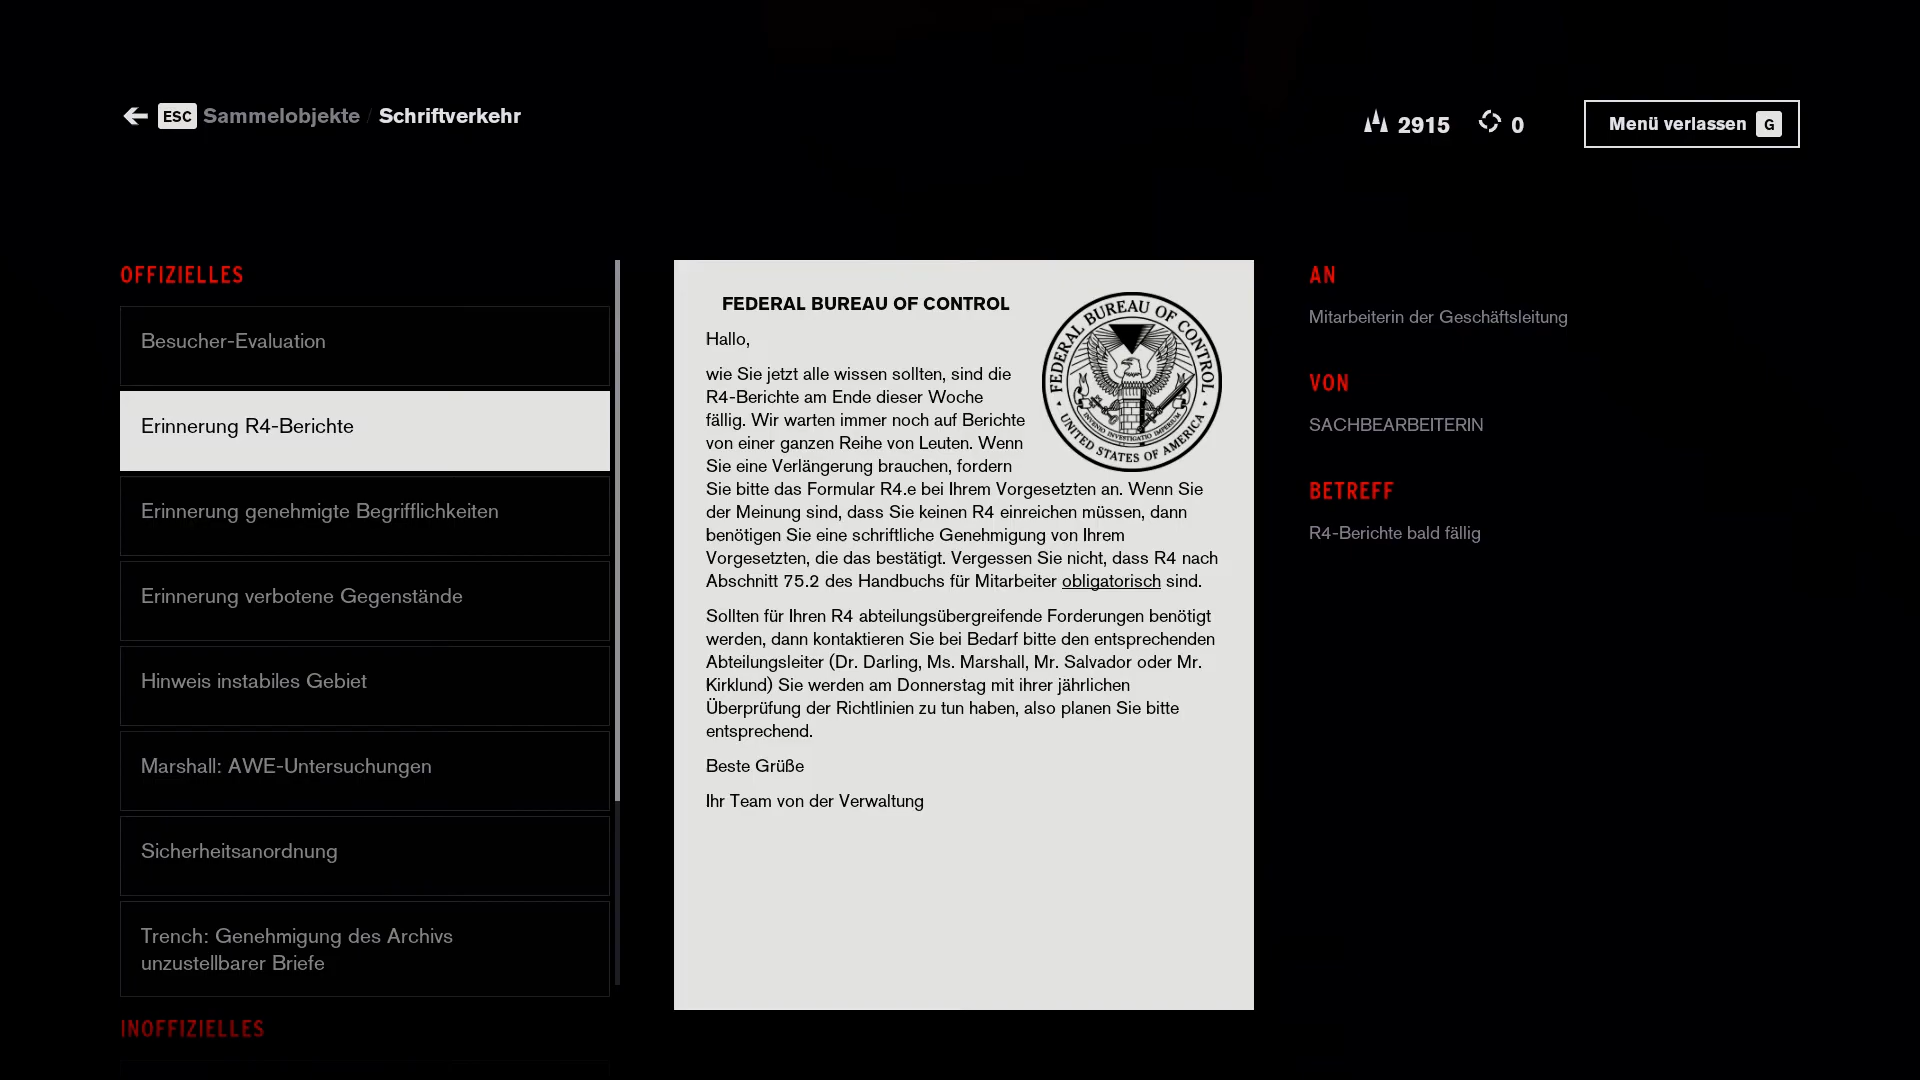 ESC Sammelobjekte / Schriftverkehr
2915 0 Menü verlassen G
OFFIZIELLES
Besucher-Evaluation
Erinnerung R4-Berichte
Erinnerung genehmigte Begrifflichkeiten
Erinnerung verbotene Gegenstände
Hinweis instabiles Gebiet
Marshall: AWE-Untersuchungen
Sicherheitsanordnung
Trench: Genehmigung des Archivs
unzustellbarer Briefe
INOFFIZIELLES
FEDERAL BUREAU OF CONTROL
Hallo,
wie Sie jetzt alle wissen sollten, sind die
R4-Berichte am Ende dieser Woche
fällig. Wir warten immer noch auf Berichte
von einer ganzen Reihe von Leuten. Wenn
Sie eine Verlängerung brauchen, fordern
Sie bitte das Formular R4.e bei Ihrem Vorgesetzten an. Wenn Sie
der Meinung sind, dass Sie keinen R4 einreichen müssen, dann
benötigen Sie eine schriftliche Genehmigung von Ihrem
Vorgesetzten, die das bestätigt. Vergessen Sie nicht, dass R4 nach
Abschnitt 75.2 des Handbuchs für Mitarbeiter obligatorisch sind.
Sollten für Ihren R4 abteilungsübergreifende Forderungen benötigt
werden, dann kontaktieren Sie bei Bedarf bitte den entsprechenden
Abteilungsleiter (Dr. Darling, Ms. Marshall, Mr. Salvador oder Mr.
Kirklund) Sie werden am Donnerstag mit ihrer jährlichen
Überprüfung der Richtlinien zu tun haben, also planen Sie bitte
entsprechend.
Beste Grüße
Ihr Team von der Verwaltung
FEDERAL BUREAU OF CONTROL
INVENIO INVESTIGATIO IMPERIUM
UNITED STATES OF AMERICA
AN
Mitarbeiterin der Geschäftsleitung
VON
SACHBEARBEITERIN
BETREFF
R4-Berichte bald fällig